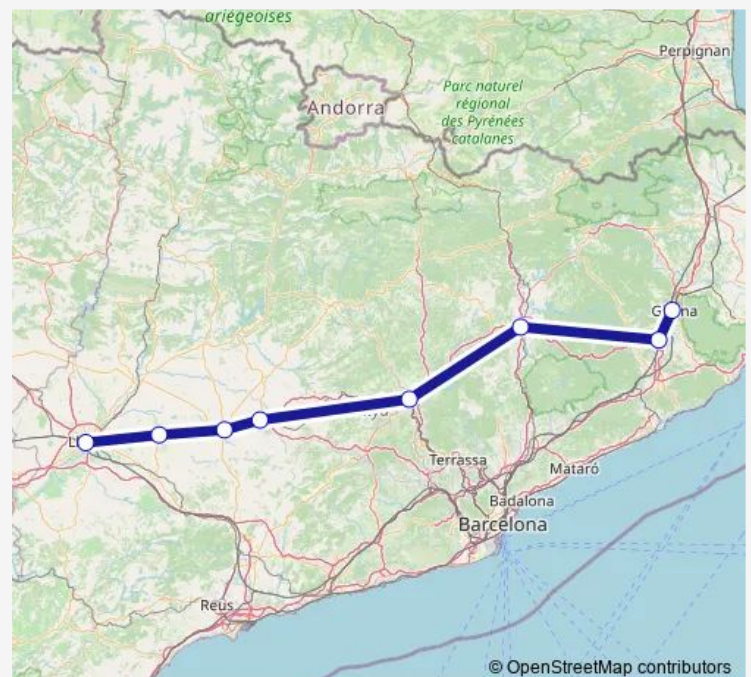 ariégeoises
Perpignan
Andorra
Parc naturel
régional
des Pyrénées
catalanes
Terrassa
Mataró
Badalona
Barcelona
Reus
© OpenStreetMap contributors